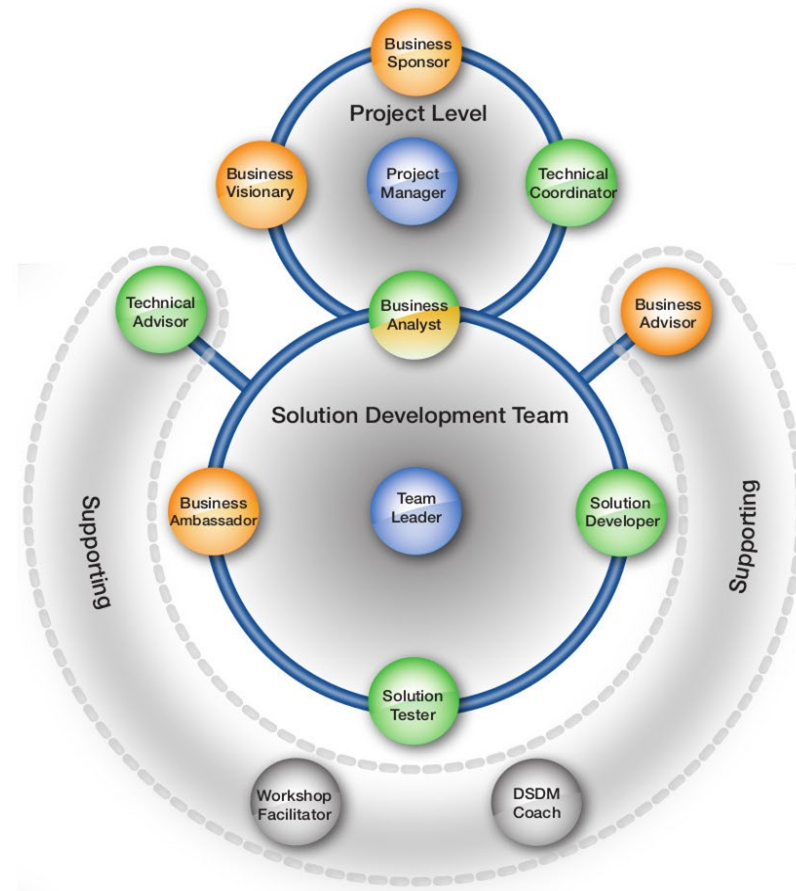 Business
Sponsor
Project Level
Business
Visionary
Project
Manager
Technical
Coordinator
Technical
Advisor
Business
Analyst
Business
Advisor
Solution Development Team
Supporting
Business
Ambassador
Team
Leader
Solution
Developer
Supporting
Solution
Tester
Workshop
Facilitator
DSDM
Coach